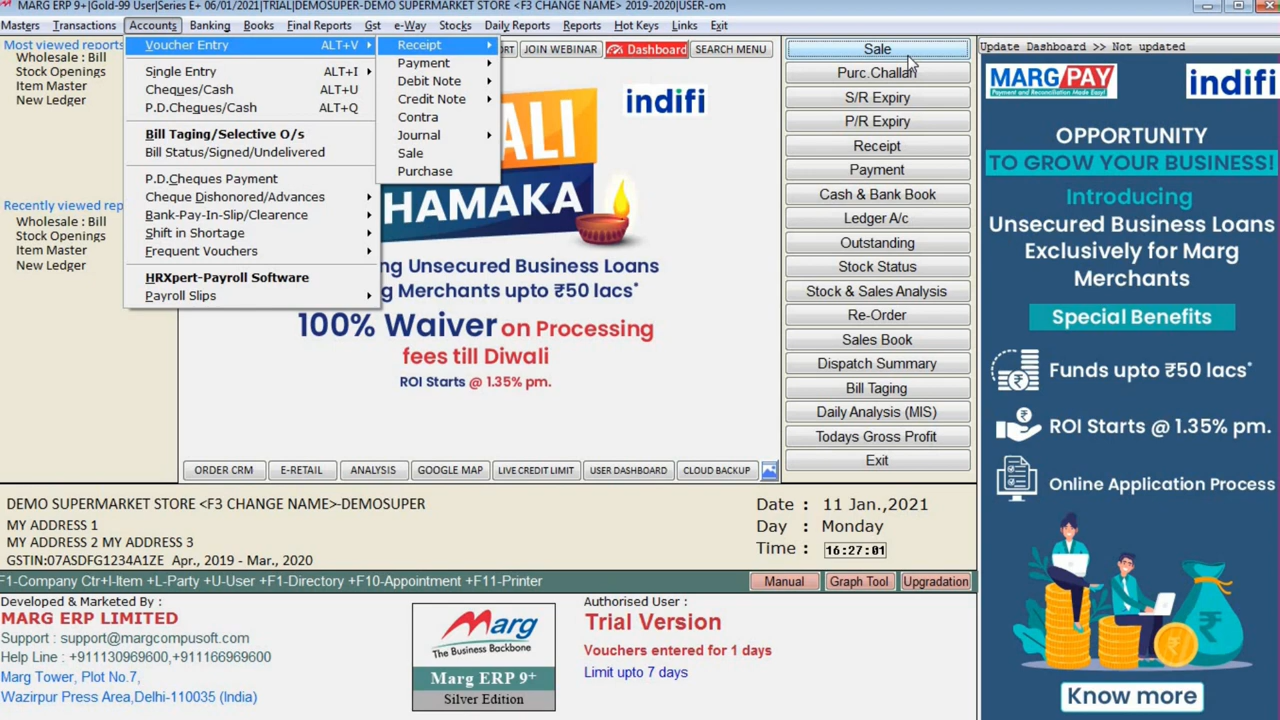 MARG ERP 9+|Gold-99 User|Series E+ 06/01/2021|TRIAL|DEMOSUPER-DEMO SUPERMARKET STORE <F3 CHANGE NAME> 2019-2020|USER-om
Masters Transactions Accounts Banking Books Final Reports Gst e-Way Stocks Daily Reports Reports Hot Keys Links Exit
Most viewed reports
Wholesale : Bill
Stock Openings
Item Master
New Ledger
Recently viewed rep
Wholesale : Bill
Stock Openings
Item Master
New Ledger
Voucher Entry ALT+V
Single Entry ALT+I
Cheques/Cash ALT+U
P.D.Cheques/Cash ALT+Q
Bill Tagging/Selective O/s
Bill Status/Signed/Undelivered
P.D.Cheques Payment
Cheque Dishonored/Advances
Bank-Pay-In-Slip/Clearence
Shift in Shortage
Frequent Vouchers
HRXpert-Payroll Software
Payroll Slips
Receipt
Payment
Debit Note
Credit Note
Contra
Journal
Sale
Purchase
RT JOIN WEBINAR Dashboard SEARCH MENU
indifi
ALI
HAMAKA
ng Unsecured Business Loans
g Merchants upto ₹50 lacs*
100% Waiver on Processing
fees till Diwali
ROI Starts @ 1.35% pm.
ORDER CRM E-RETAIL ANALYSIS GOOGLE MAP LIVE CREDIT LIMIT USER DASHBOARD CLOUD BACKUP
Sale
Purc.Challan
S/R Expiry
P/R Expiry
Receipt
Payment
Cash & Bank Book
Ledger A/c
Outstanding
Stock Status
Stock & Sales Analysis
Re-Order
Sales Book
Dispatch Summary
Bill Tagging
Daily Analysis (MIS)
Todays Gross Profit
Exit
Update Dashboard >> Not updated
MARG PAY indifi
Payment and Reconciliation Made Easy!
OPPORTUNITY
TO GROW YOUR BUSINESS!
Introducing
Unsecured Business Loans
Exclusively for Marg
Merchants
Special Benefits
Funds upto ₹50 lacs*
ROI Starts @ 1.35% pm.
Online Application Process
Know more
DEMO SUPERMARKET STORE <F3 CHANGE NAME>-DEMOSUPER
MY ADDRESS 1
MY ADDRESS 2 MY ADDRESS 3
GSTIN:07ASDFG1234A1ZE Apr., 2019 - Mar., 2020
Date : 11 Jan.,2021
Day : Monday
Time : 16:27:01
F1-Company Ctr+I-Item +L-Party +U-User +F1-Directory +F10-Appointment +F11-Printer
Manual Graph Tool Upgradation
Developed & Marketed By :
MARG ERP LIMITED
Support : support@margcompusoft.com
Help Line : +911130969600,+911166969600
Marg Tower, Plot No.7,
Wazirpur Press Area,Delhi-110035 (India)
Marg
The Business Backbone
Marg ERP 9+
Silver Edition
Authorised User :
Trial Version
Vouchers entered for 1 days
Limit upto 7 days